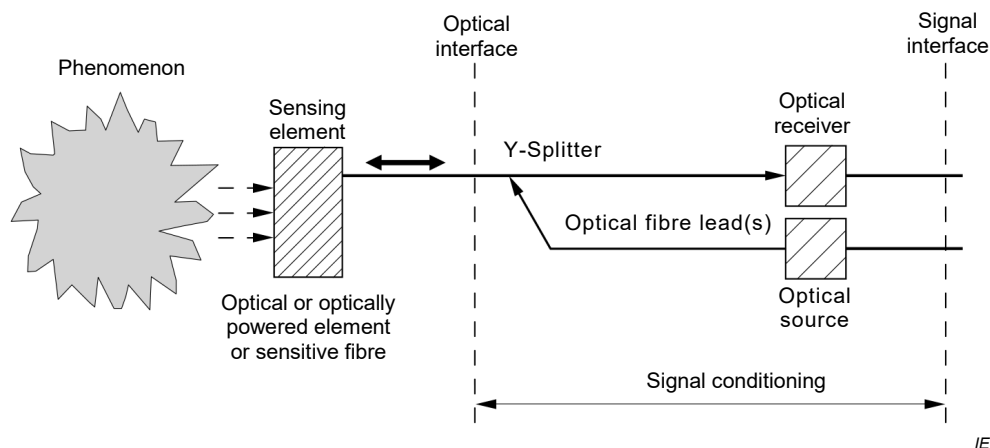 Optical
interface
Signal
interface
Phenomenon
Sensing
element
Optical
receiver
Y-Splitter
Optical fibre lead(s)
Optical or optically
powered element
or sensitive fibre
Optical
source
Signal conditioning
IE